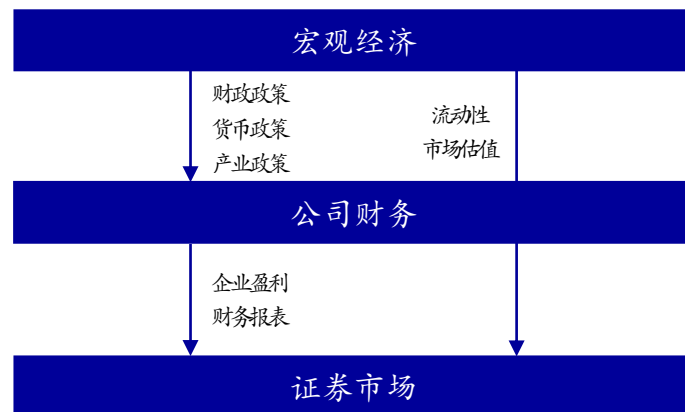 宏观经济
财政政策
货币政策
产业政策
流动性
市场估值
公司财务
企业盈利
财务报表
证券市场